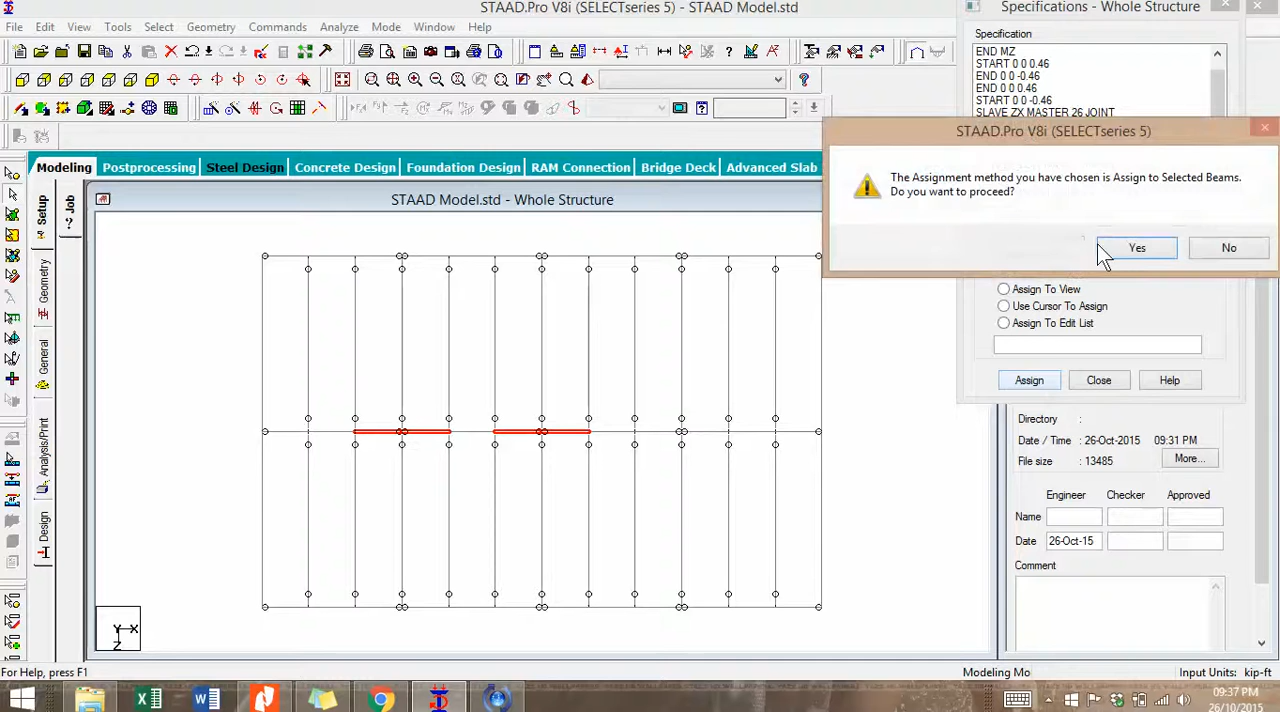 STAAD.Pro V8i (SELECTseries 5) - STAAD Model.std
Specifications - Whole Structure
File Edit View Tools Select Geometry Commands Analyze Mode Window Help
Specification
END MZ
START 0 0 0.46
END 0 0 -0.46
END 0 0 0.46
START 0 0 -0.46
SLAVE ZX MASTER 26 JOINT
STAAD.Pro V8i (SELECTseries 5)
The Assignment method you have chosen is Assign to Selected Beams.
Do you want to proceed?
Yes No
Modeling Postprocessing Steel Design Concrete Design Foundation Design RAM Connection Bridge Deck Advanced Slab
STAAD Model.std - Whole Structure
Job
Setup
Geometry
General
Analysis/Print
Design
Assign To View
Use Cursor To Assign
Assign To Edit List
Assign Close Help
Directory :
Date / Time : 26-Oct-2015 09:31 PM
File size : 13485 More...
Engineer Checker Approved
Name
Date 26-Oct-15
Comment
Y X
Z
For Help, press F1
Modeling Mo Input Units: kip-ft
09:37 PM
26/10/2015